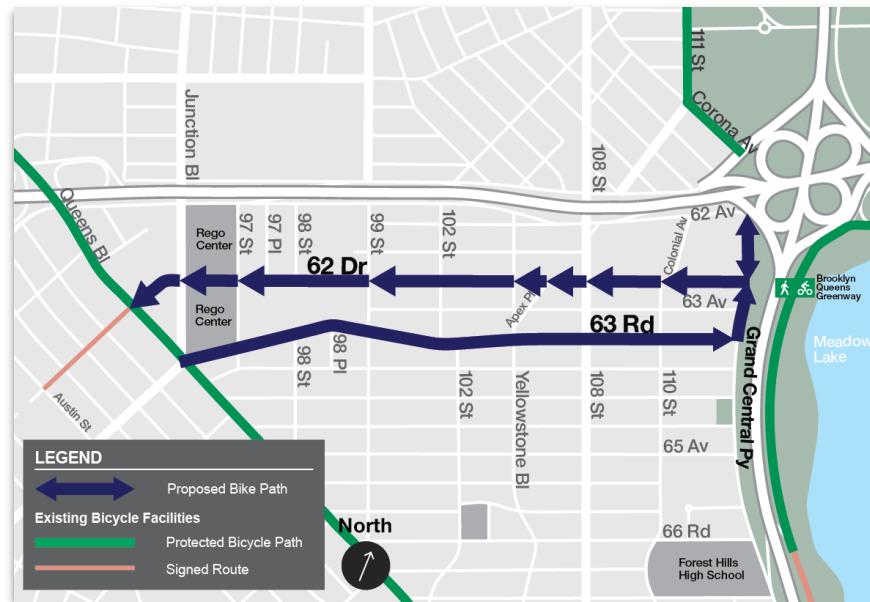 111 St
Corona Av
Junction Bl
108 St
Queens Bl
62 Av
Rego
Center
97 St
97 Pl
98 St
99 St
102 St
Colonial Av
62 Dr
Brooklyn
Queens
Greenway
63 Av
Rego
Center
Apex Pl
63 Rd
Meadow
Lake
Grand Central Py
98 St
98 Pl
102 St
Yellowstone Bl
108 St
110 St
Austin St
65 Av
LEGEND
Proposed Bike Path
Existing Bicycle Facilities
Protected Bicycle Path
Signed Route
North
66 Rd
Forest Hills
High School